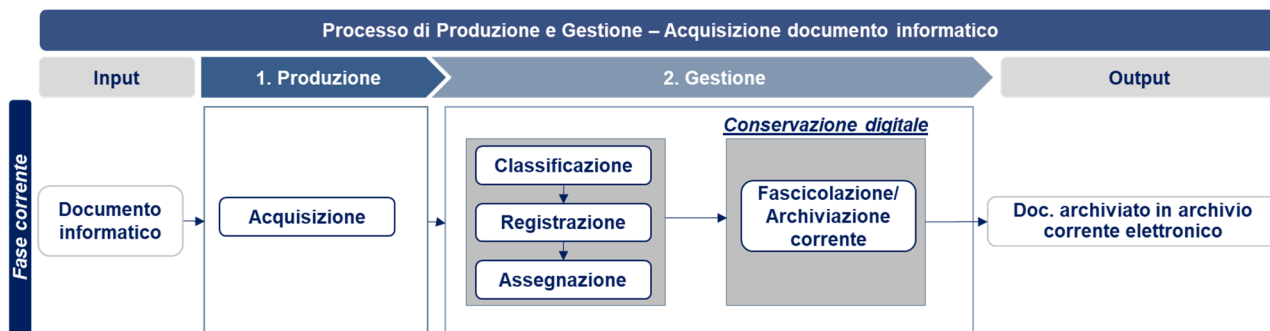 Processo di Produzione e Gestione – Acquisizione documento informatico
Input
1. Produzione
2. Gestione
Output
Fase corrente
Documento
informatico
Acquisizione
Classificazione
Registrazione
Assegnazione
Conservazione digitale
Fascicolazione/
Archiviazione
corrente
Doc. archiviato in archivio
corrente elettronico